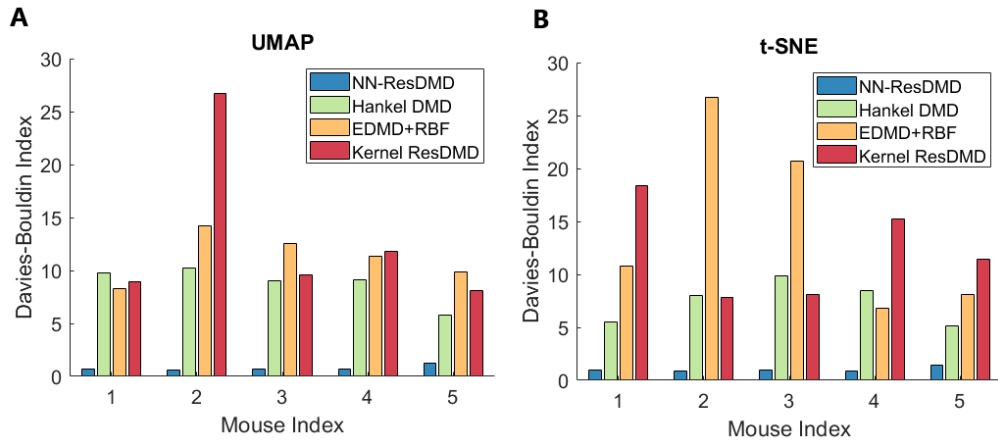 A
UMAP
Davies-Bouldin Index
30
25
20
15
10
5
0
NN-ResDMD
Hankel DMD
EDMD+RBF
Kernel ResDMD
1 2 3 4 5
Mouse Index
B
t-SNE
Davies-Bouldin Index
30
25
20
15
10
5
0
NN-ResDMD
Hankel DMD
EDMD+RBF
Kernel ResDMD
1 2 3 4 5
Mouse Index